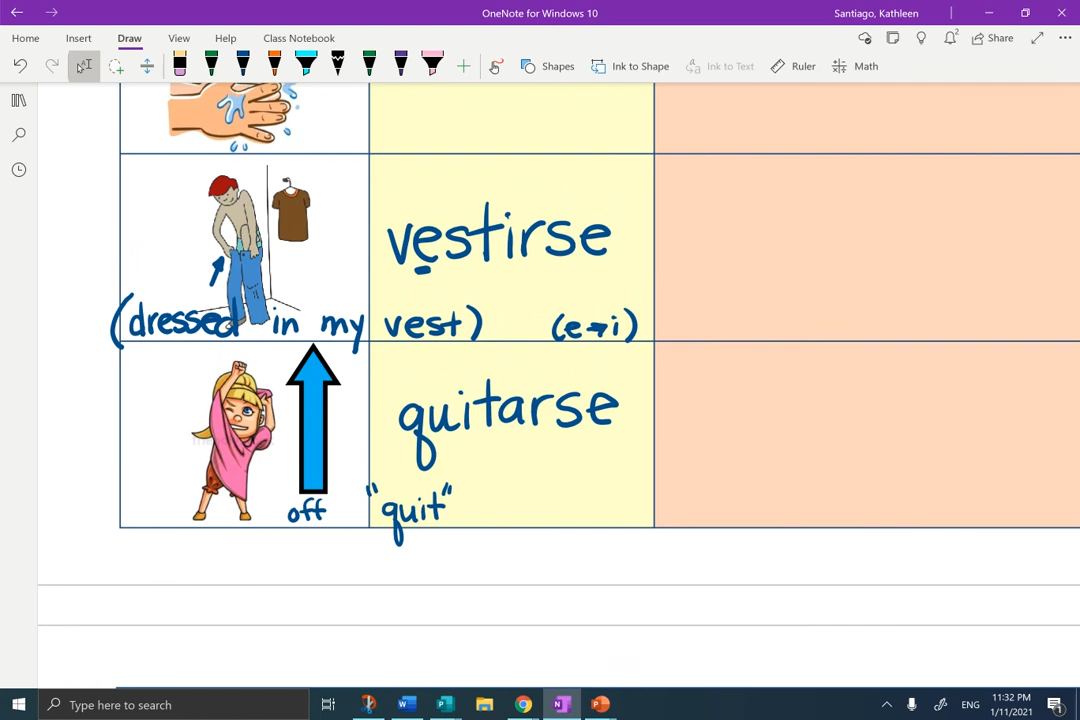 OneNote for Windows 10
Santiago, Kathleen
Home Insert Draw View Help Class Notebook
2 Share
Shapes Ink to Shape Ink to Text Ruler Math
vestirse
(dressed in my vest) (e→i)
quitarse
off "quit"
Type here to search
ENG
11:32 PM
1/11/2021
1